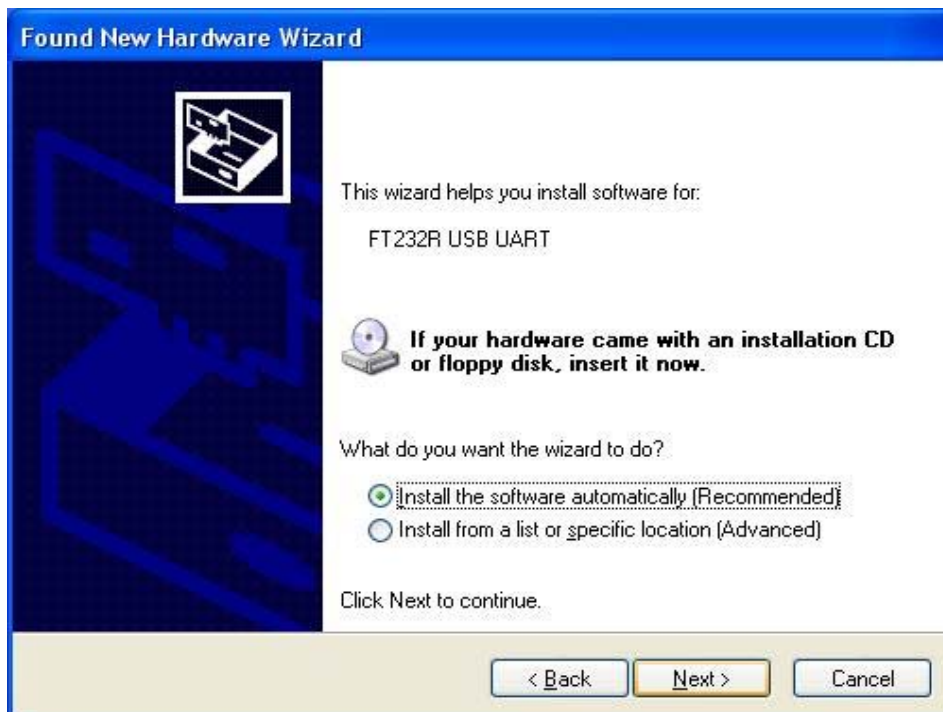 Found New Hardware Wizard
This wizard helps you install software for:
FT232R USB UART
If your hardware came with an installation CD
or floppy disk, insert it now.
What do you want the wizard to do?
Install the software automatically (Recommended)
Install from a list or specific location (Advanced)
Click Next to continue.
< Back
Next >
Cancel